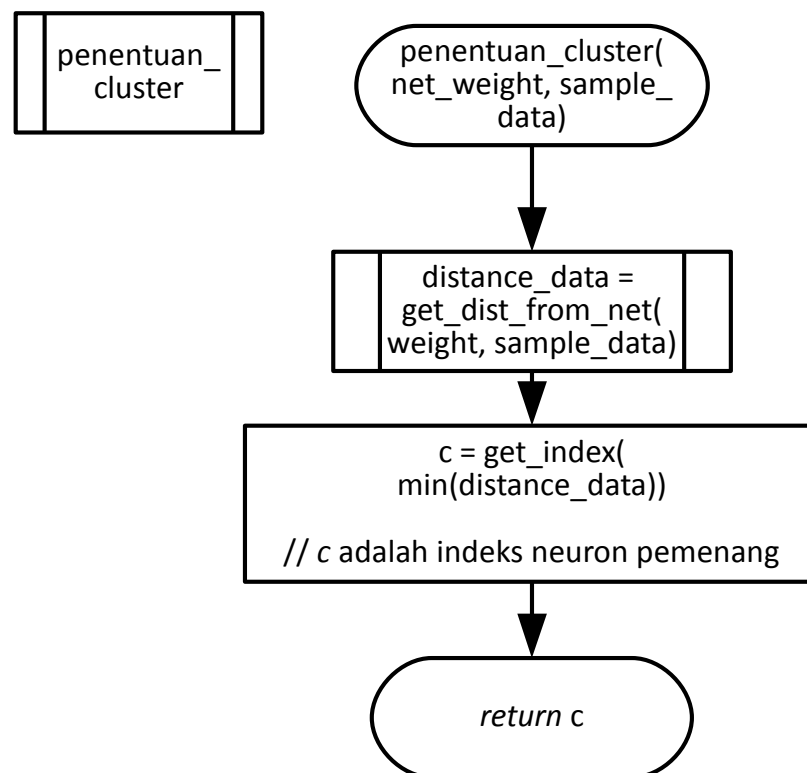 penentuan_
cluster
penentuan_cluster(
net_weight, sample_
data)
distance_data =
get_dist_from_net(
weight, sample_data)
c = get_index(
min(distance_data))
// c adalah indeks neuron pemenang
return c